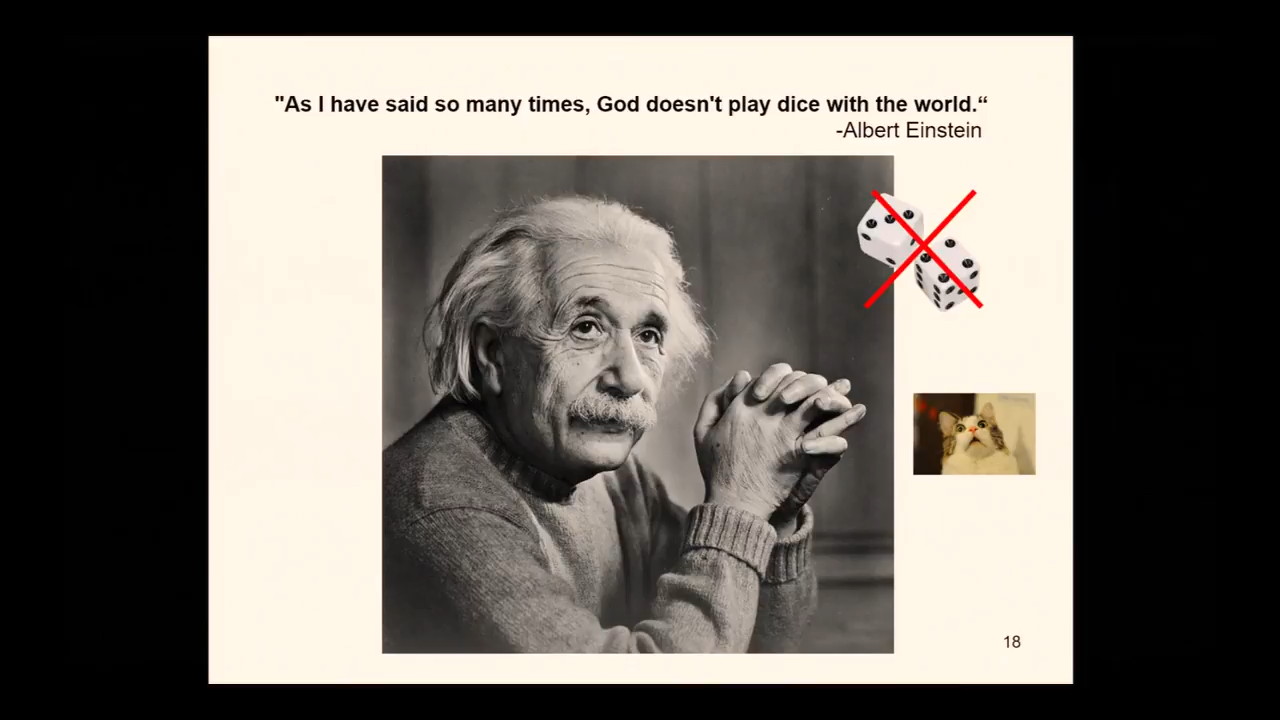 "As I have said so many times, God doesn't play dice with the world.“
-Albert Einstein
18